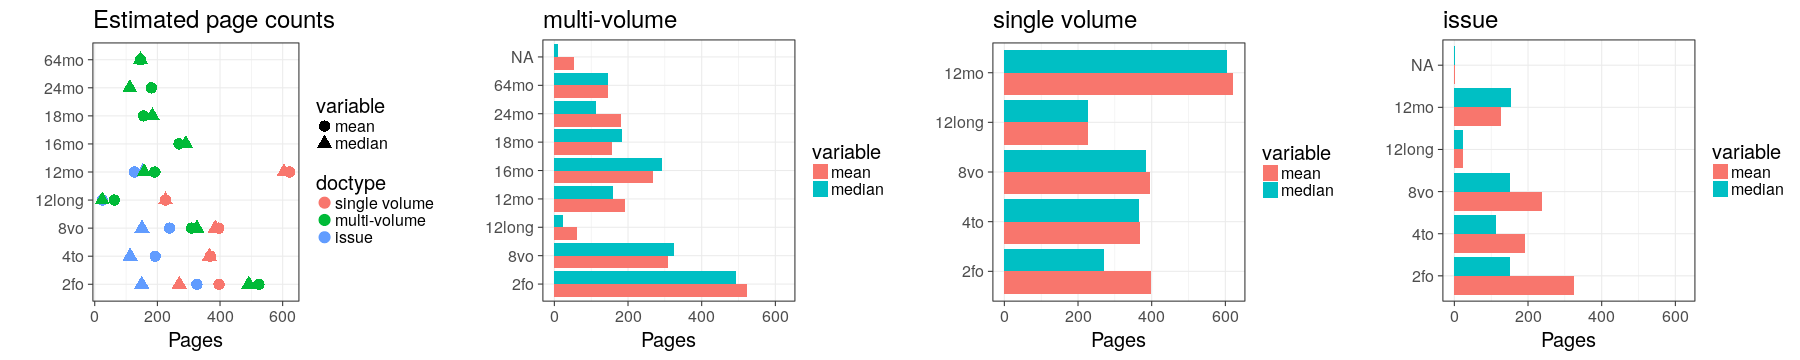 Estimated page counts
64mo
24mo
18mo
16mo
12mo
12long
8vo
4to
2fo
0 200 400 600
Pages
variable
mean
median
doctype
single volume
multi-volume
issue
multi-volume
NA
64mo
24mo
18mo
16mo
12mo
12long
8vo
2fo
0 200 400 600
Pages
variable
mean
median
single volume
12mo
12long
8vo
4to
2fo
0 200 400 600
Pages
variable
mean
median
issue
NA
12mo
12long
8vo
4to
2fo
0 200 400 600
Pages
variable
mean
median